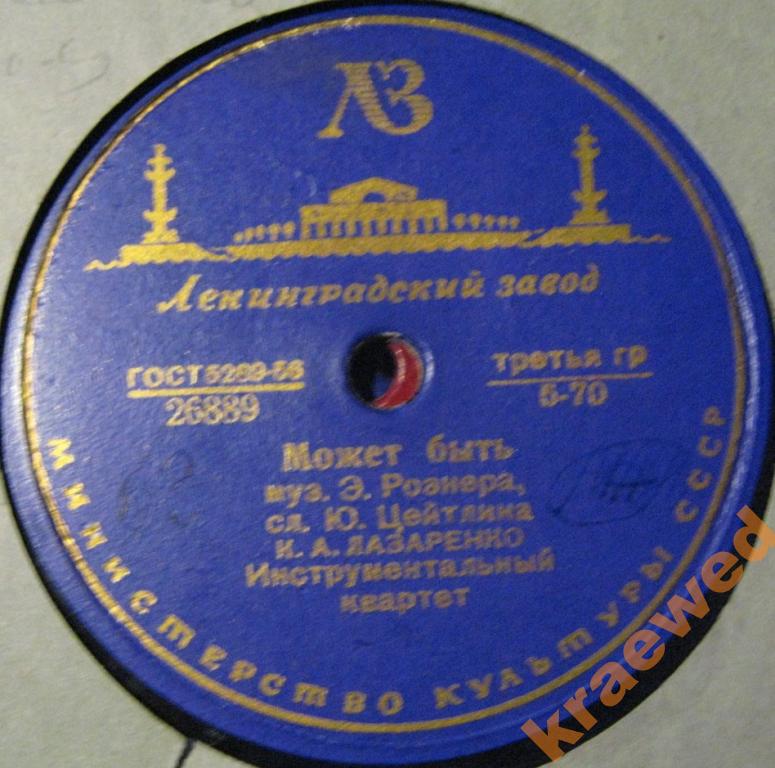 ЛЗ
Ленинградский завод
ГОСТ 5289-56
26889
третья гр
5-70
Может быть
муз. Э. Рознера,
сл. Ю. Цейтлина
К. А. ЛАЗАРЕНКО
Инструментальный
квартет
МИНИСТЕРСТВО КУЛЬТУРЫ СССР
62
kraewed